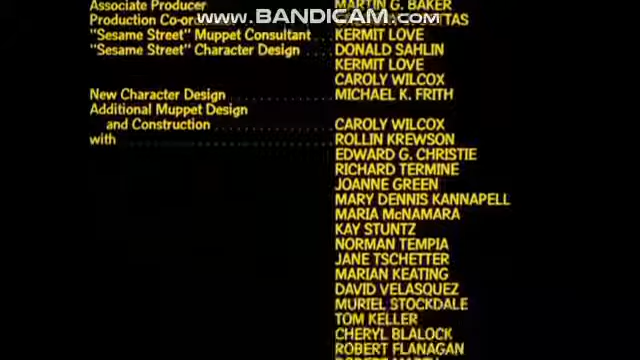 Associate Producer MARTIN G. BAKER
www.BANDICAM.com
Production Co-or
"Sesame Street" Muppet Consultant KERMIT LOVE
"Sesame Street" Character Design DONALD SAHLIN
KERMIT LOVE
CAROLY WILCOX
New Character Design MICHAEL K. FRITH
Additional Muppet Design
and Construction CAROLY WILCOX
with ROLLIN KREWSON
EDWARD G. CHRISTIE
RICHARD TERMINE
JOANNE GREEN
MARY DENNIS KANNAPELL
MARIA McNAMARA
KAY STUNTZ
NORMAN TEMPIA
JANE TSCHETTER
MARIAN KEATING
DAVID VELASQUEZ
MURIEL STOCKDALE
TOM KELLER
CHERYL BLALOCK
ROBERT FLANAGAN